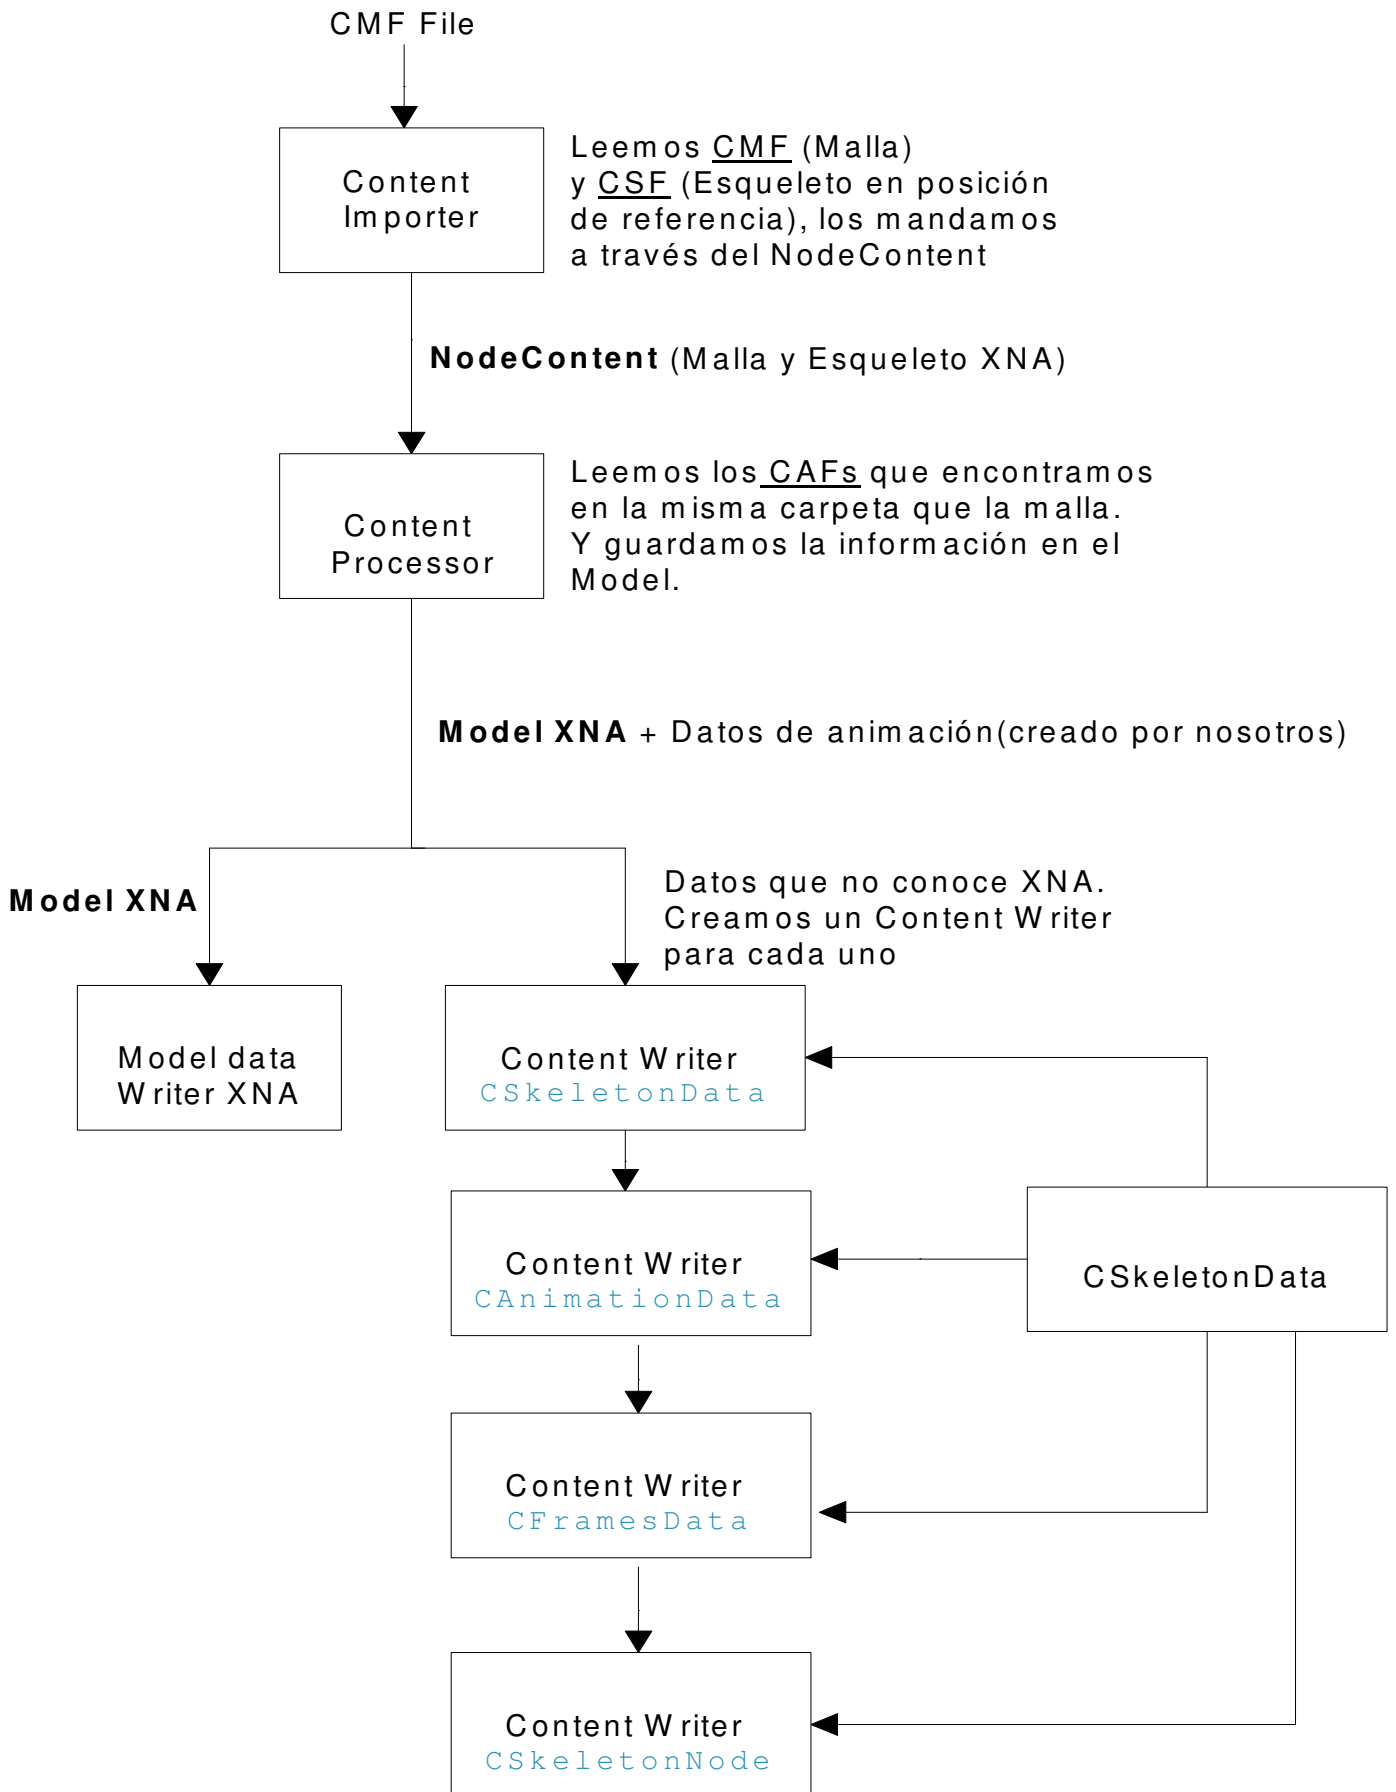 CMF File
Content
Importer
Leemos CMF (Malla)
y CSF (Esqueleto en posición
de referencia), los mandamos
a través del NodeContent
NodeContent (Malla y Esqueleto XNA)
Content
Processor
Leemos los CAFs que encontramos
en la misma carpeta que la malla.
Y guardamos la información en el
Model.
Model XNA + Datos de animación(creado por nosotros)
Model XNA
Datos que no conoce XNA.
Creamos un Content Writer
para cada uno
Model data
Writer XNA
Content Writer
CSkeletonData
Content Writer
CAnimationData
CSkeletonData
Content Writer
CFramesData
Content Writer
CSkeletonNode